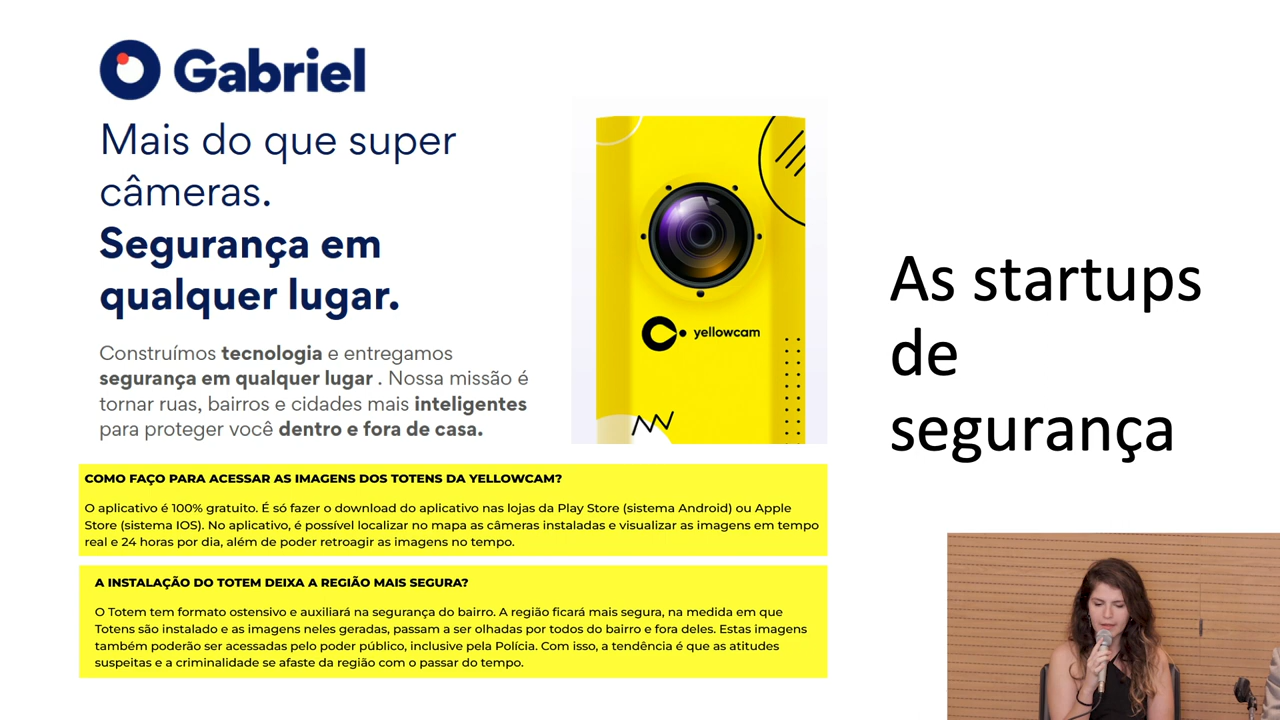 Gabriel
Mais do que super
câmeras.
Segurança em
qualquer lugar.
Construímos tecnologia e entregamos
segurança em qualquer lugar . Nossa missão é
tornar ruas, bairros e cidades mais inteligentes
para proteger você dentro e fora de casa.
yellowcam
COMO FAÇO PARA ACESSAR AS IMAGENS DOS TOTENS DA YELLOWCAM?
O aplicativo é 100% gratuito. É só fazer o download do aplicativo nas lojas da Play Store (sistema Android) ou Apple
Store (sistema IOS). No aplicativo, é possível localizar no mapa as câmeras instaladas e visualizar as imagens em tempo
real e 24 horas por dia, além de poder retroagir as imagens no tempo.
A INSTALAÇÃO DO TOTEM DEIXA A REGIÃO MAIS SEGURA?
O Totem tem formato ostensivo e auxiliará na segurança do bairro. A região ficará mais segura, na medida em que
Totens são instalado e as imagens neles geradas, passam a ser olhadas por todos do bairro e fora deles. Estas imagens
também poderão ser acessadas pelo poder público, inclusive pela Polícia. Com isso, a tendência é que as atitudes
suspeitas e a criminalidade se afaste da região com o passar do tempo.
As startups
de
segurança